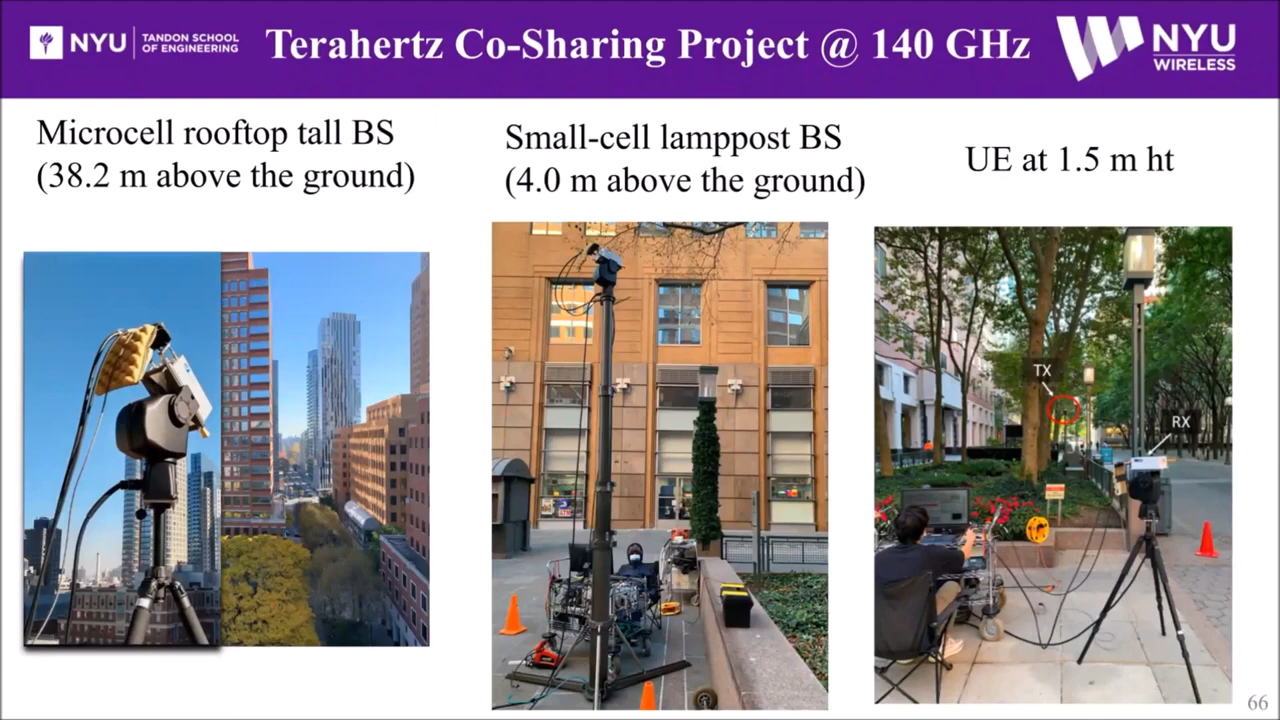 NYU
TANDON SCHOOL
OF ENGINEERING
Terahertz Co-Sharing Project @ 140 GHz
NYU
WIRELESS
Microcell rooftop tall BS
(38.2 m above the ground)
Small-cell lamppost BS
(4.0 m above the ground)
UE at 1.5 m ht
TX
RX
66